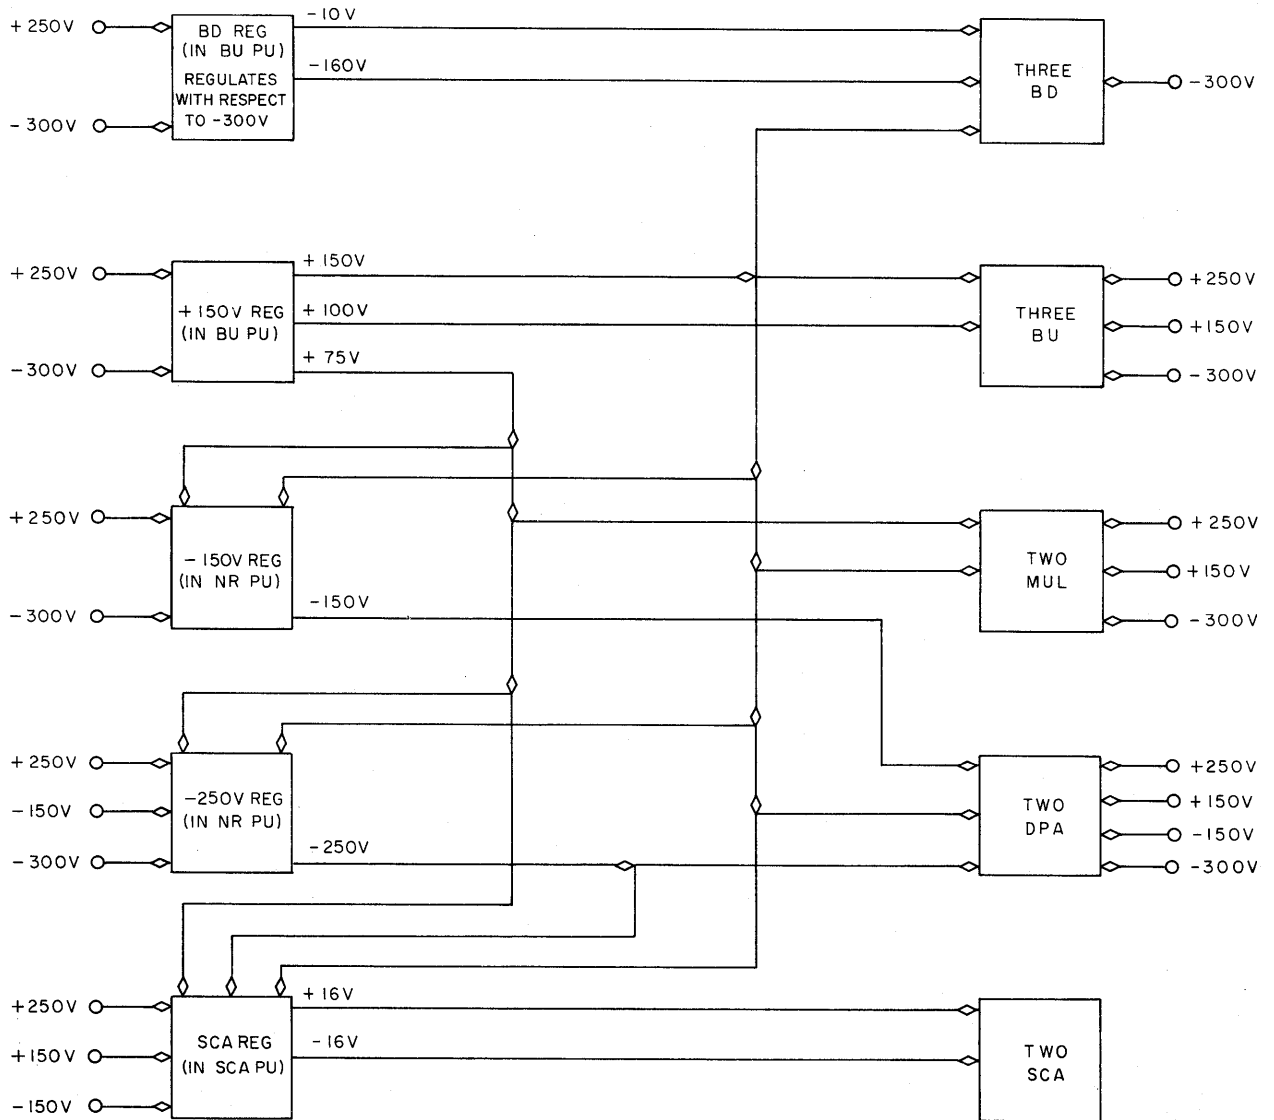 +250V
BD REG
(IN BU PU)
REGULATES
WITH RESPECT
TO -300V
-300V
-10V
-160V
THREE
BD
-300V
+250V
+150V REG
(IN BU PU)
-300V
+150V
+100V
+ 75V
THREE
BU
+250V
+150V
-300V
+250V
-150V REG
(IN NR PU)
-300V
-150V
TWO
MUL
+250V
+150V
-300V
+250V
-150V
-300V
-250V REG
(IN NR PU)
-250V
TWO
DPA
+250V
+150V
-150V
-300V
+250V
+150V
-150V
SCA REG
(IN SCA PU)
+16V
-16V
TWO
SCA